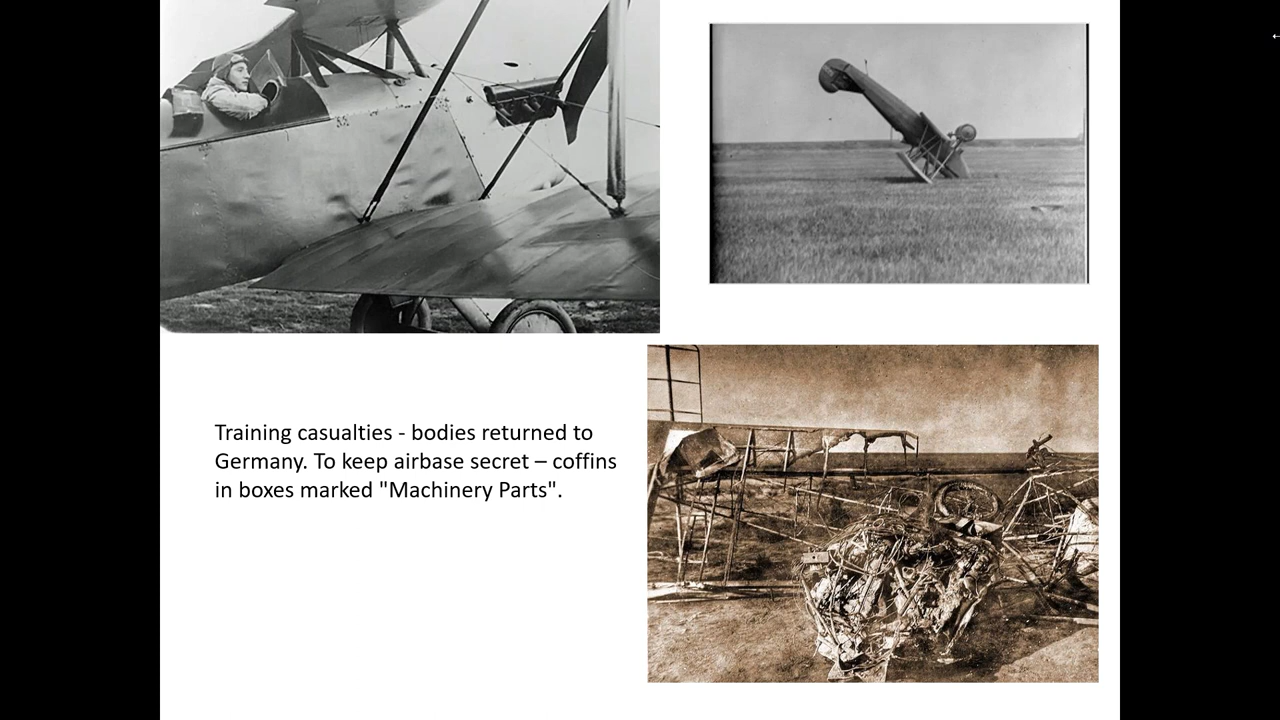 Training casualties - bodies returned to
Germany. To keep airbase secret – coffins
in boxes marked "Machinery Parts".